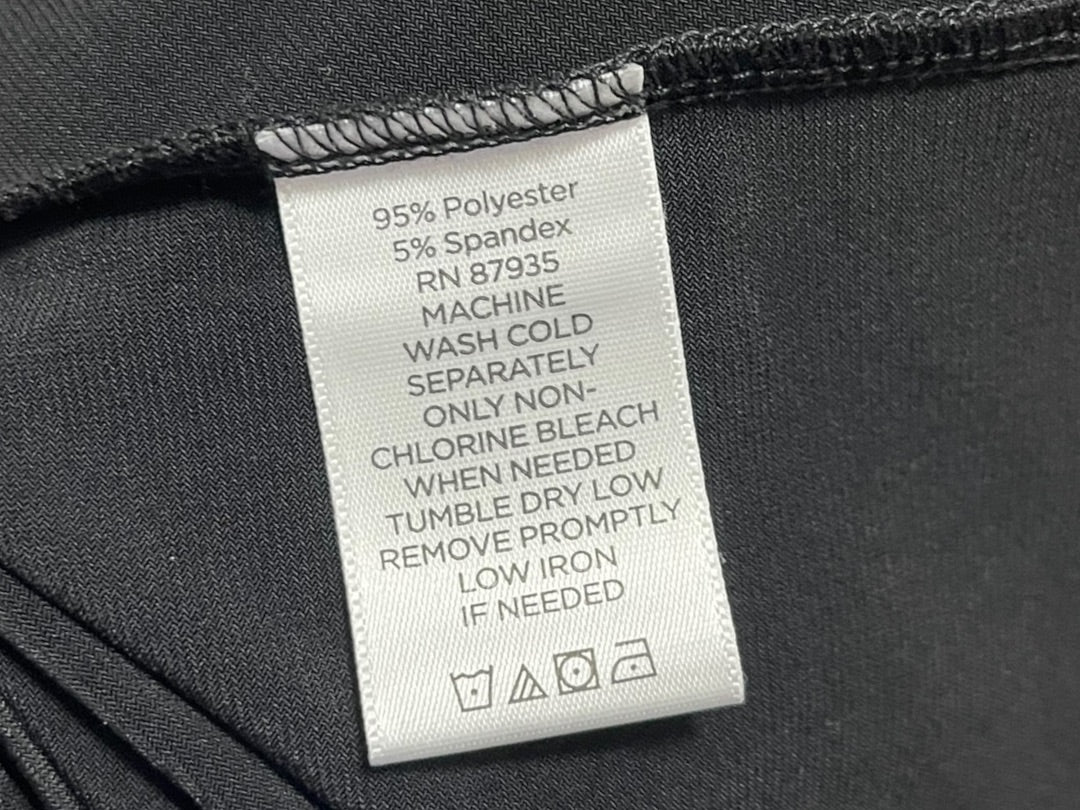 95% Polyester
5% Spandex
RN 87935
MACHINE
WASH COLD
SEPARATELY
ONLY NON-
CHLORINE BLEACH
WHEN NEEDED
TUMBLE DRY LOW
REMOVE PROMPTLY
LOW IRON
IF NEEDED